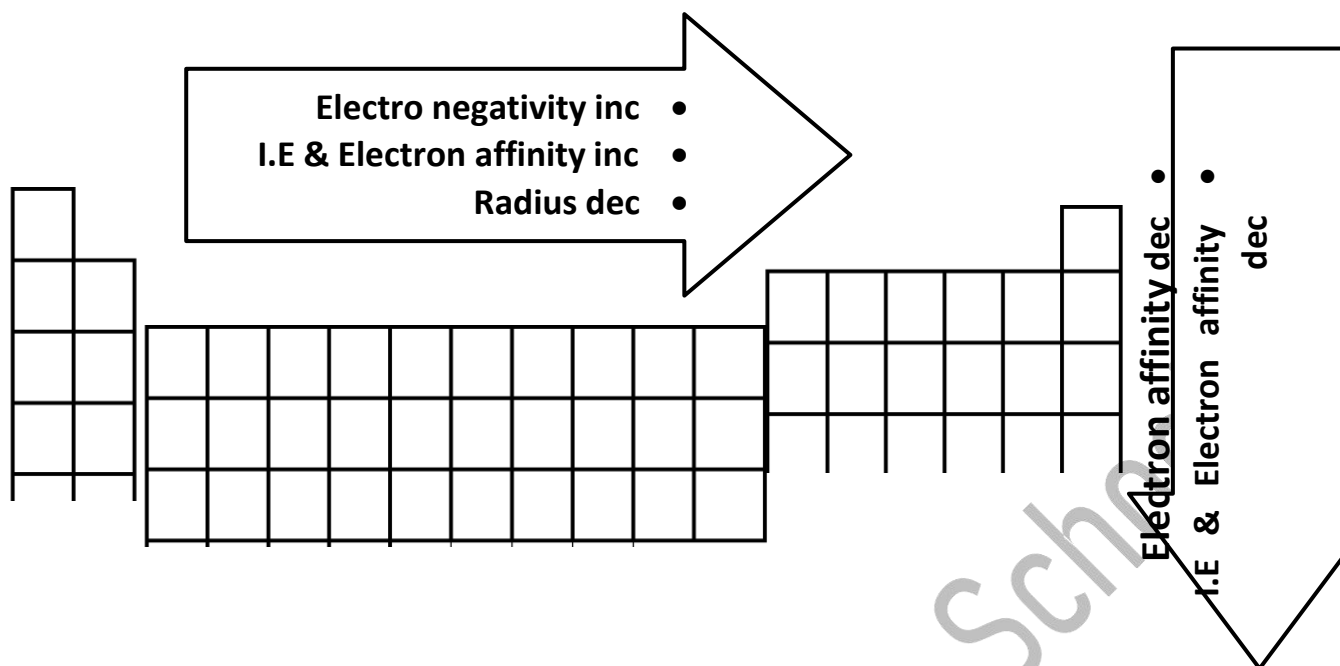 Electro negativity inc •
I.E & Electron affinity inc •
Radius dec •
Electron affinity dec •
I.E & Electron affinity •
dec